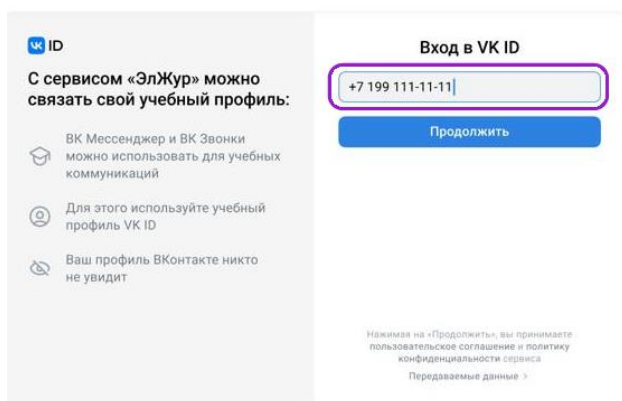 VK ID
С сервисом «ЭлЖур» можно
связать свой учебный профиль:
ВК Мессенджер и ВК Звонки
можно использовать для учебных
коммуникаций
Для этого используйте учебный
профиль VK ID
Ваш профиль ВКонтакте никто
не увидит
Вход в VK ID
+7 199 111-11-11
Продолжить
Нажимая на «Продолжить», вы принимаете
пользовательское соглашение и политику
конфиденциальности сервиса
Передаваемые данные >